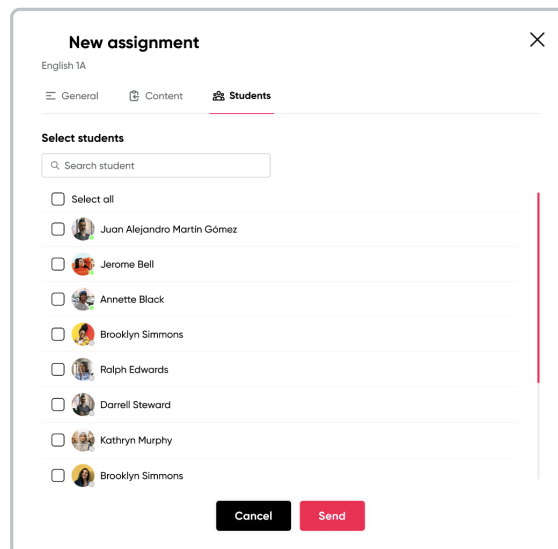 New assignment
English 1A
General Content Students
Select students
Search student
Select all
Juan Alejandro Martín Gómez
Jerome Bell
Annette Black
Brooklyn Simmons
Ralph Edwards
Darrell Steward
Kathryn Murphy
Brooklyn Simmons
Cancel Send